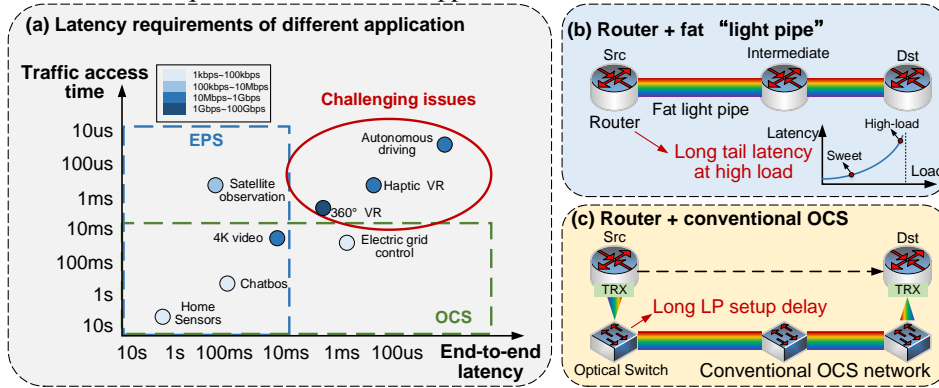 (a) Latency requirements of different application
Traffic access
time
1kbps~100kbps
100kbps~10Mbps
10Mbps~1Gbps
1Gbps~100Gbps
Challenging issues
10us
100us
1ms
10ms
100ms
1s
10s
EPS
Autonomous
driving
Satellite
observation
Haptic VR
360° VR
4K video
Electric grid
control
Chatbos
Home
Sensors
OCS
10s
1s
100ms
10ms
1ms
100us
End-to-end
latency
(b) Router + fat “light pipe”
Src
Intermediate
Dst
Fat light pipe
Router
Long tail latency
at high load
Latency
High-load
Sweet
Load
(c) Router + conventional OCS
Src
Dst
TRX
TRX
Long LP setup delay
Optical Switch
Conventional OCS network